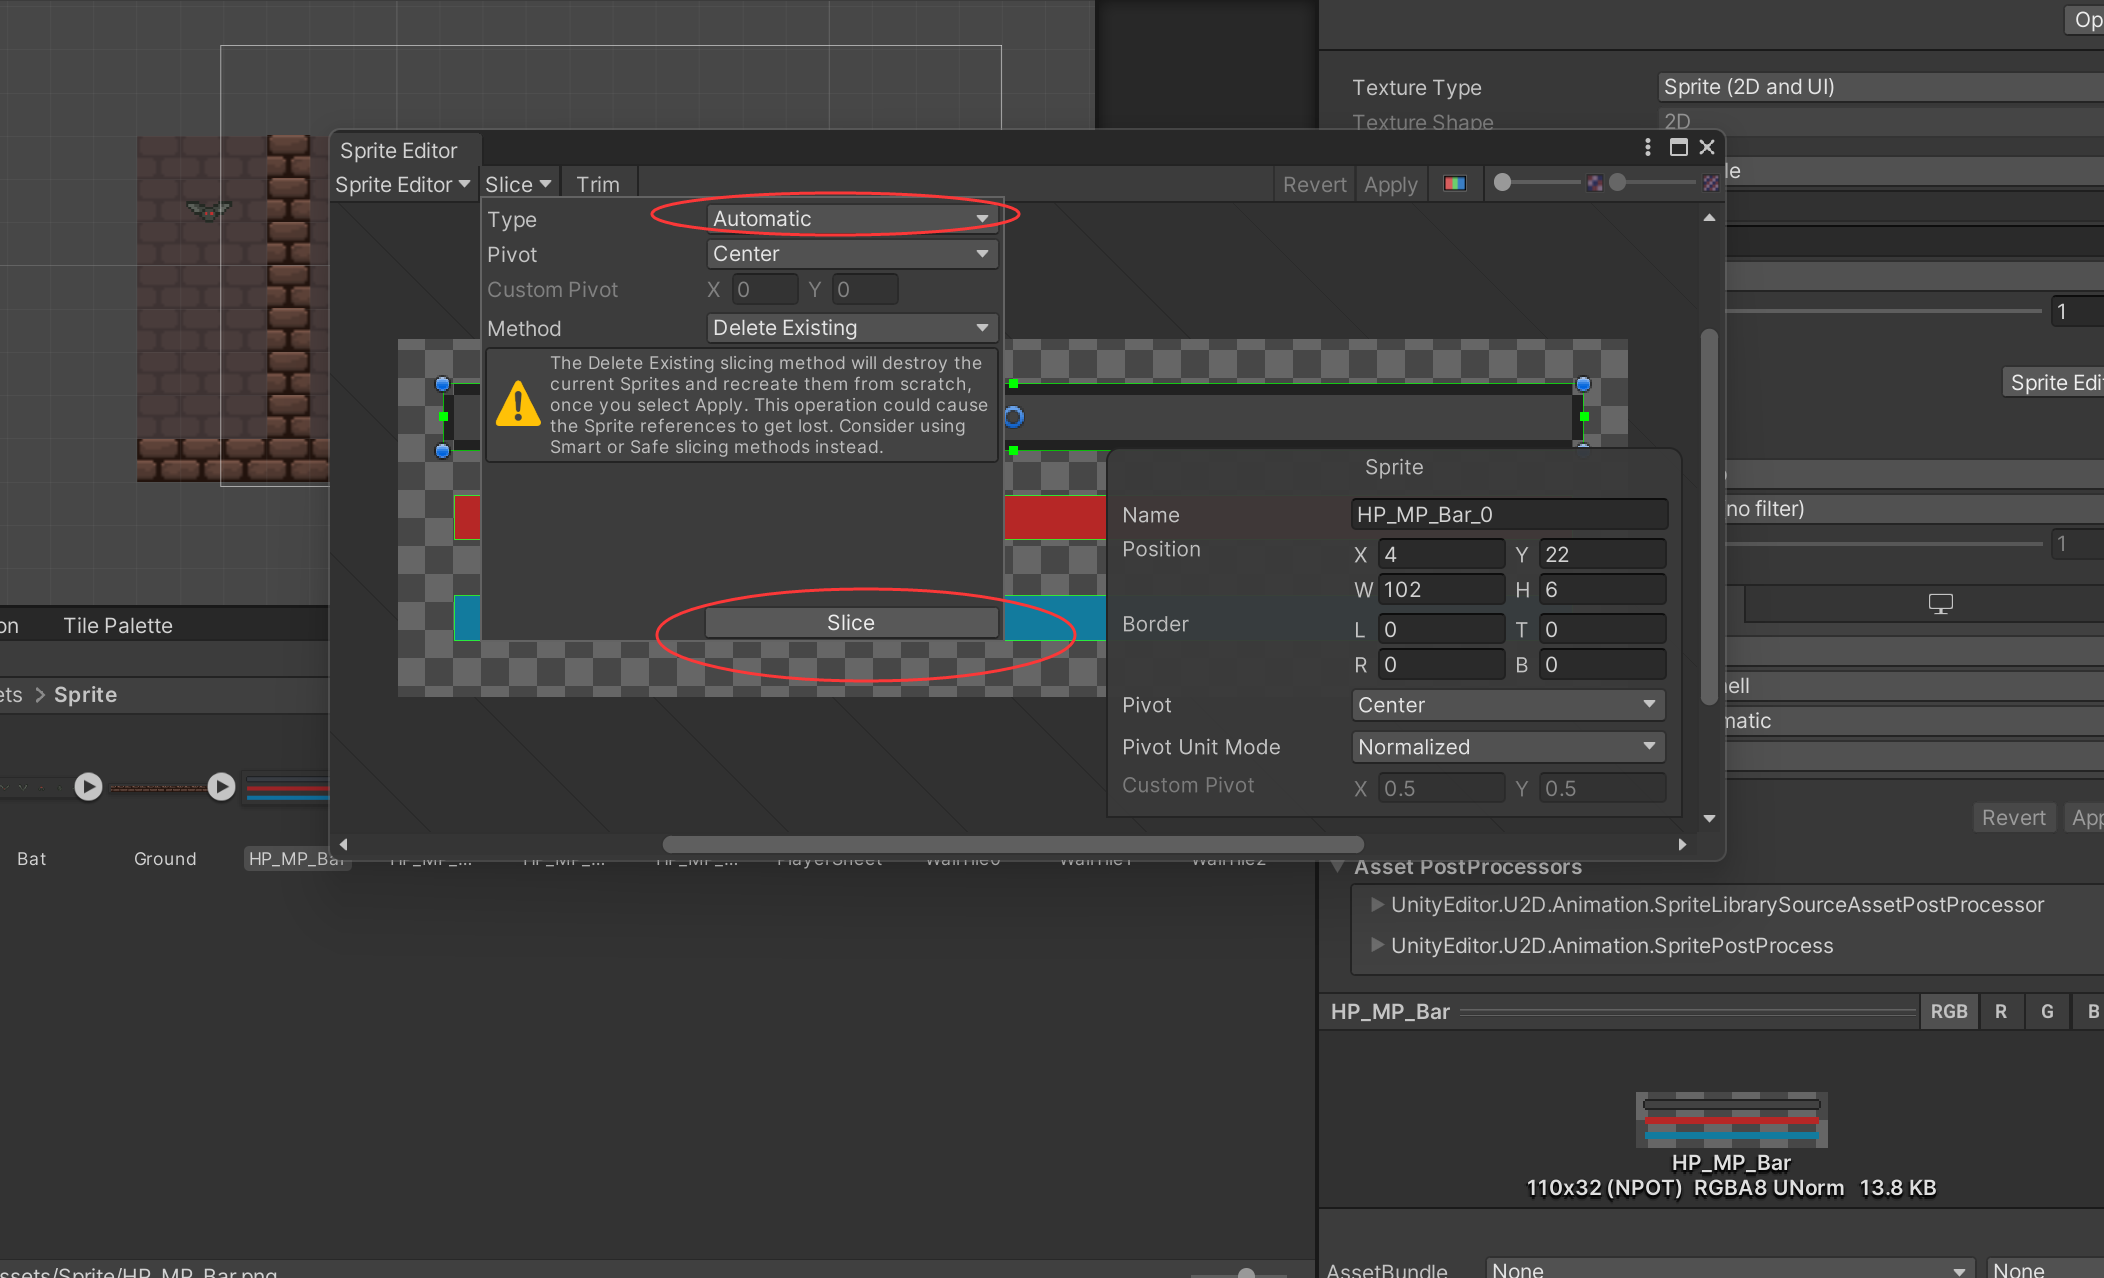 Texture Type
Sprite (2D and UI)
Texture Shape
2D
Sprite Editor
Sprite Editor
Slice
Trim
Revert
Apply
Type
Automatic
Pivot
Center
Custom Pivot
X 0 Y 0
Method
Delete Existing
The Delete Existing slicing method will destroy the
current Sprites and recreate them from scratch,
once you select Apply. This operation could cause
the Sprite references to get lost. Consider using
Smart or Safe slicing methods instead.
Slice
Sprite
Name
HP_MP_Bar_0
Position
X 4 Y 22
W 102 H 6
Border
L 0 T 0
R 0 B 0
Pivot
Center
Pivot Unit Mode
Normalized
Custom Pivot
X 0.5 Y 0.5
1
Sprite Edi
no filter)
1
Tile Palette
ets > Sprite
Bat
Ground
HP_MP_Bar
Revert
App
Asset PostProcessors
UnityEditor.U2D.Animation.SpriteLibrarySourceAssetPostProcessor
UnityEditor.U2D.Animation.SpritePostProcess
HP_MP_Bar
RGB R G B
HP_MP_Bar
110x32 (NPOT) RGBA8 UNorm 13.8 KB
AssetBundle
None
None
ssets/Sprite/HP_MP_Bar.png